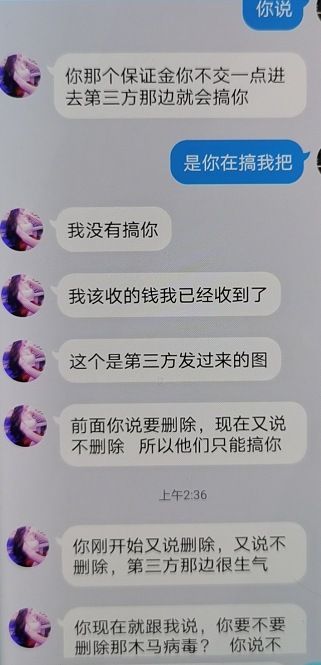 你说
你那个保证金你不交一点进
去第三方那边就会搞你
是你在搞我把
我没有搞你
我该收的钱我已经收到了
这个是第三方发过来的图
前面你说要删除，现在又说
不删除 所以他们只能搞你
上午2:36
你刚开始又说删除，又说不
删除，第三方那边很生气
你现在就跟我说，你要不要
删除那木马病毒？ 你说不